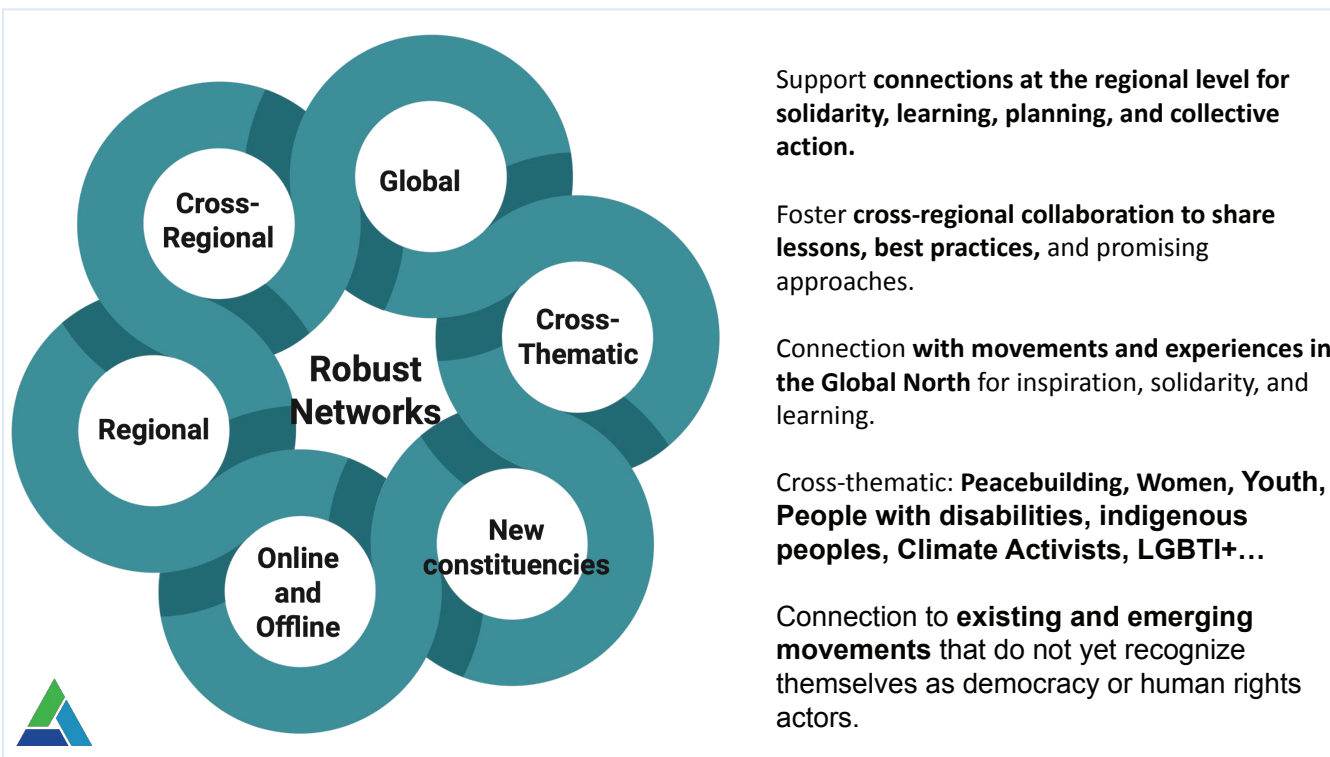 Global
Cross-
Regional
Cross-
Thematic
Robust
Networks
Regional
New
constituencies
Online
and
Offline
Support connections at the regional level for
solidarity, learning, planning, and collective
action.
Foster cross-regional collaboration to share
lessons, best practices, and promising
approaches.
Connection with movements and experiences in
the Global North for inspiration, solidarity, and
learning.
Cross-thematic: Peacebuilding, Women, Youth,
People with disabilities, indigenous
peoples, Climate Activists, LGBTI+…
Connection to existing and emerging
movements that do not yet recognize
themselves as democracy or human rights
actors.